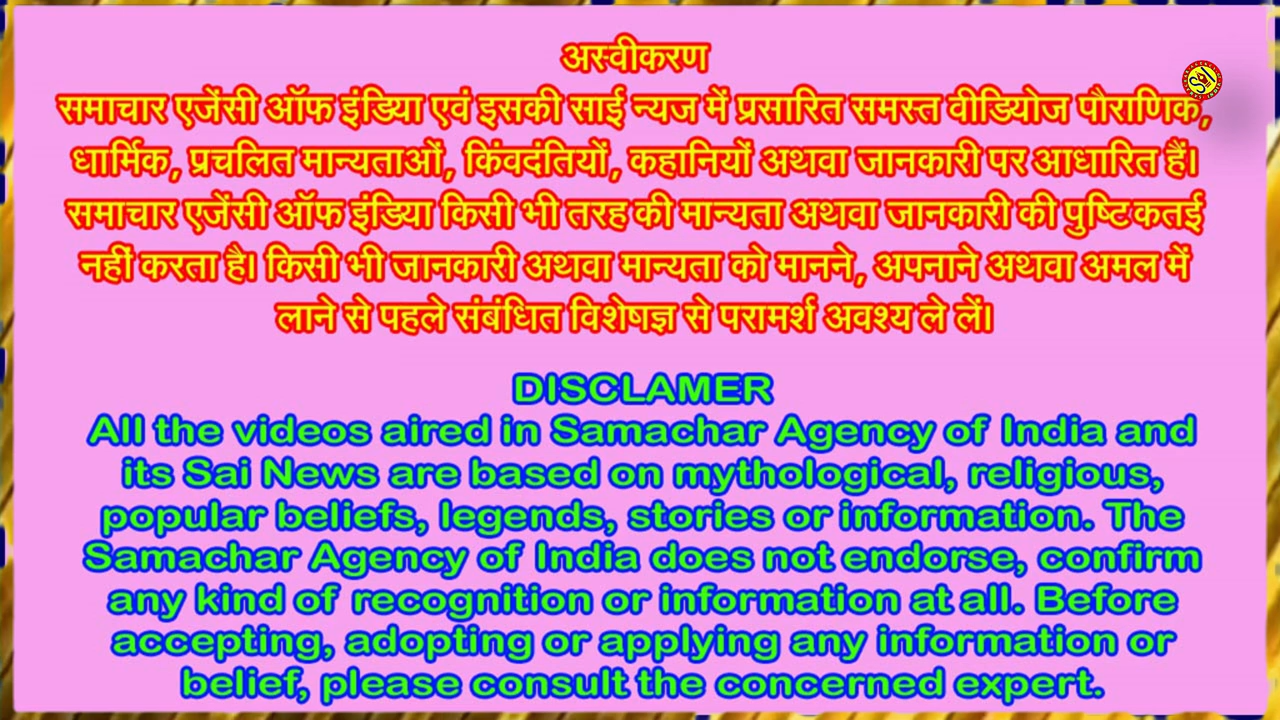 अस्वीकरण
SAI
समाचार एजेंसी ऑफ इंडिया एवं इसकी साई न्यज में प्रसारित समस्त वीडियोज पौराणिक,
धार्मिक, प्रचलित मान्यताओं, किंवदंतियों, कहानियों अथवा जानकारी पर आधारित हैं।
समाचार एजेंसी ऑफ इंडिया किसी भी तरह की मान्यता अथवा जानकारी की पुष्टि कतई
नहीं करता है। किसी भी जानकारी अथवा मान्यता को मानने, अपनाने अथवा अमल में
लाने से पहले संबंधित विशेषज्ञ से परामर्श अवश्य ले लें।
DISCLAMER
All the videos aired in Samachar Agency of India and
its Sai News are based on mythological, religious,
popular beliefs, legends, stories or information. The
Samachar Agency of India does not endorse, confirm
any kind of recognition or information at all. Before
accepting, adopting or applying any information or
belief, please consult the concerned expert.